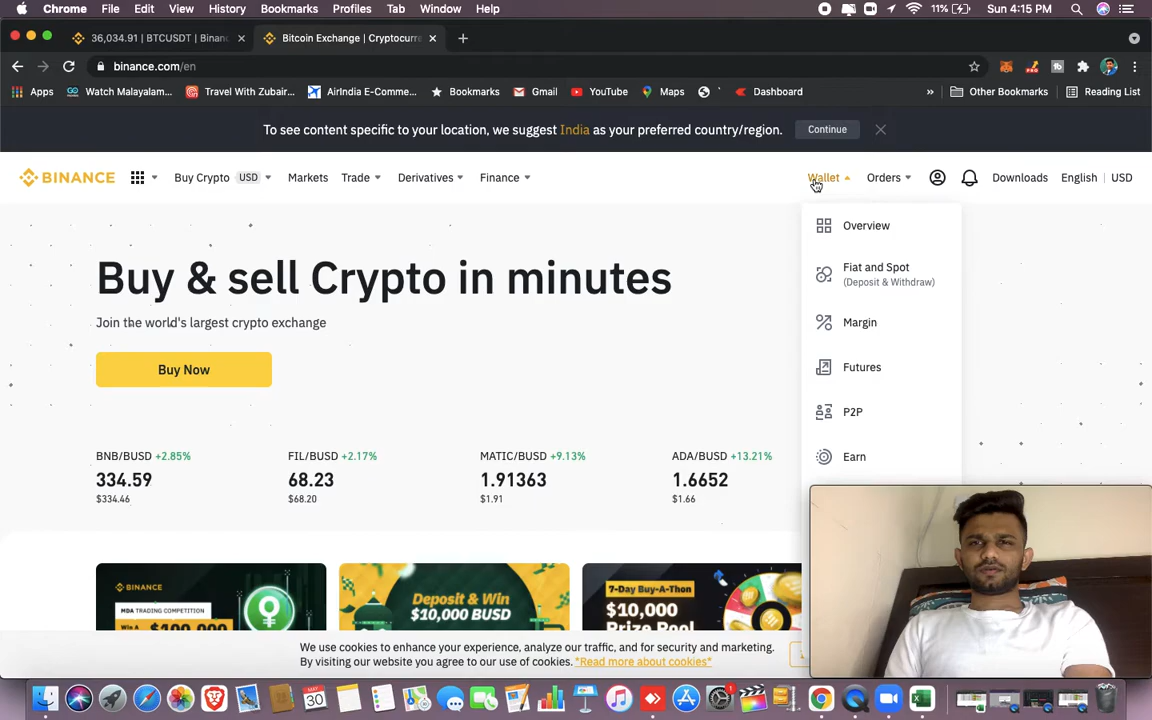 Chrome File Edit View History Bookmarks Profiles Tab Window Help
11% Sun 4:15 PM
36,034.91 | BTCUSDT | Binan
Bitcoin Exchange | Cryptocurre
binance.com/en
Apps Watch Malayalam... Travel With Zubair... AirIndia E-Comme... Bookmarks Gmail YouTube Maps Dashboard » Other Bookmarks Reading List
To see content specific to your location, we suggest India as your preferred country/region. Continue
BINANCE Buy Crypto USD Markets Trade Derivatives Finance Wallet Orders Downloads English | USD
Overview
Fiat and Spot
(Deposit & Withdraw)
Margin
Futures
P2P
Earn
Buy & sell Crypto in minutes
Join the world's largest crypto exchange
Buy Now
BNB/BUSD +2.85%
334.59
$334.46
FIL/BUSD +2.17%
68.23
$68.20
MATIC/BUSD +9.13%
1.91363
$1.91
ADA/BUSD +13.21%
1.6652
$1.66
BINANCE
MDA TRADING COMPETITION
Deposit & Win
$10,000 BUSD
7-Day Buy-A-Thon
$10,000
Prize Pool
We use cookies to enhance your experience, analyze our traffic, and for security and marketing.
By visiting our website you agree to our use of cookies. *Read more about cookies*
MAY
30